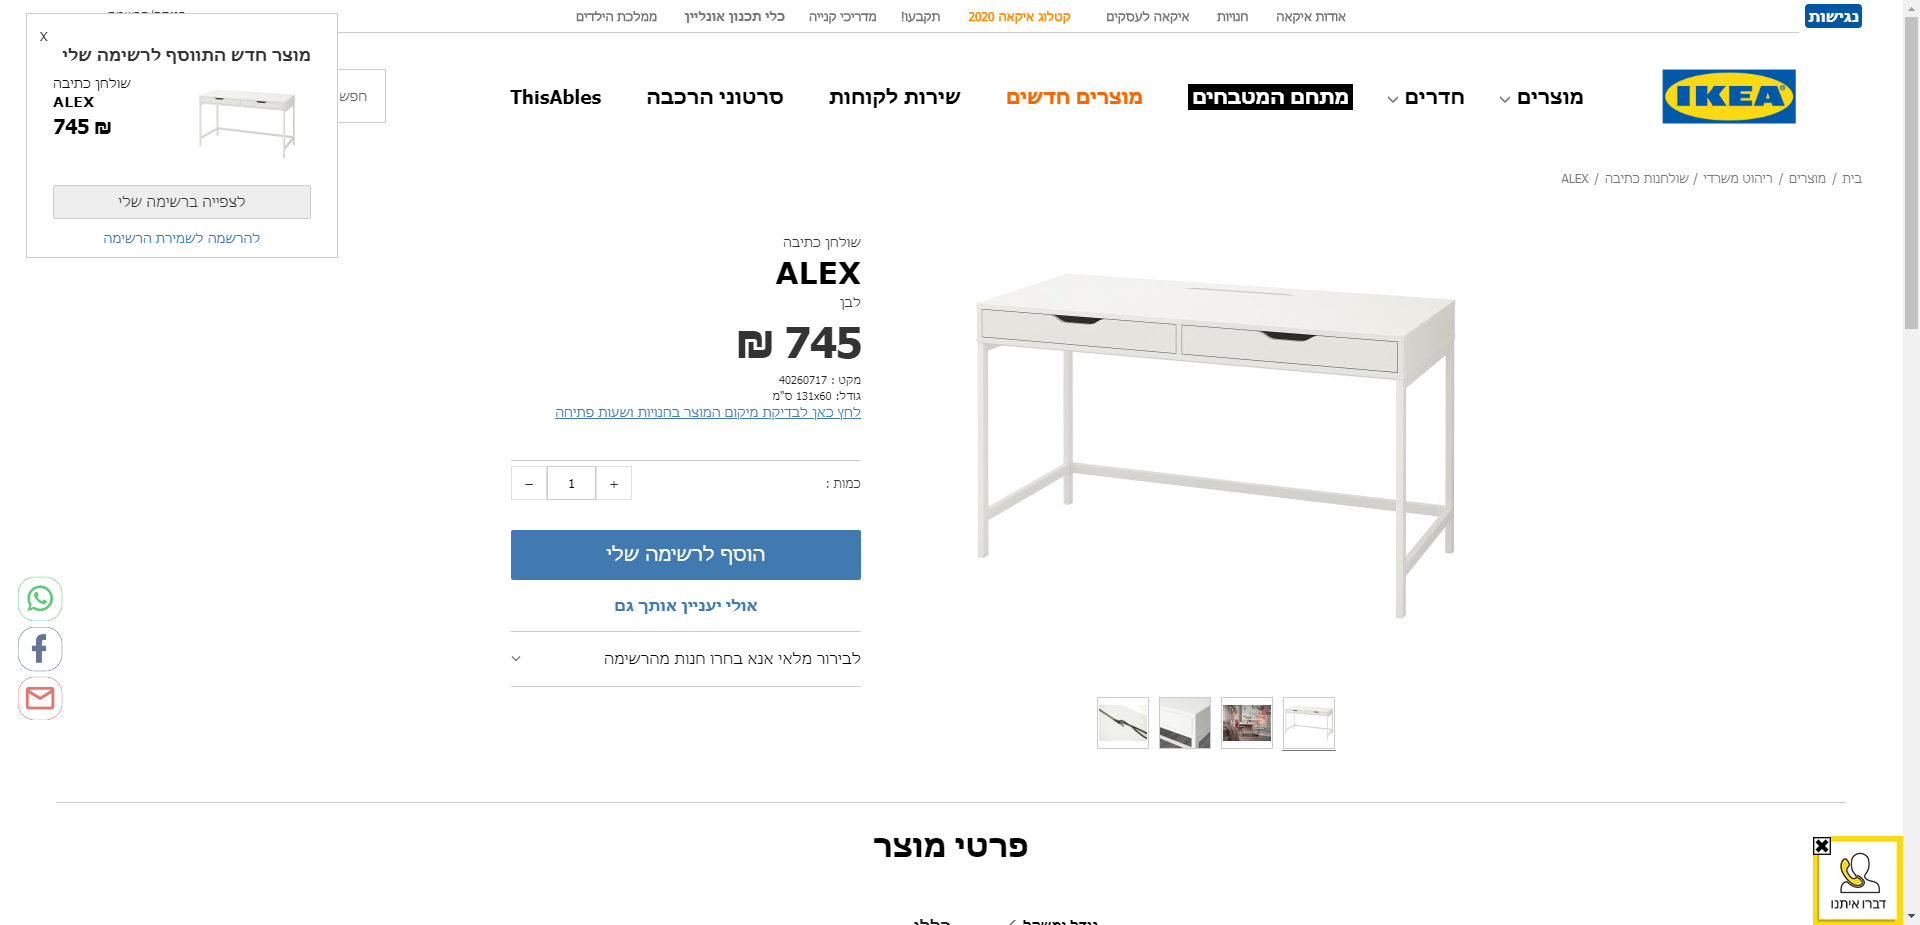 נגישות
אודות איקאה
חנויות
איקאה לעסקים
קטלוג איקאה 2020
תקבעו!
מדריכי קנייה
כלי תכנון אונליין
ממלכת הילדים
IKEA
מוצרים
חדרים
מתחם המטבחים
מוצרים חדשים
שירות לקוחות
סרטוני הרכבה
ThisAbles
חפש
X
מוצר חדש התווסף לרשימה שלי
שולחן כתיבה
ALEX
745 ₪
לצפייה ברשימה שלי
להרשמה לשמירת הרשימה
בית / מוצרים / ריהוט משרדי / שולחנות כתיבה / ALEX
שולחן כתיבה
ALEX
לבן
745 ₪
מקט : 40260717
גודל: 131x60 ס"מ
לחץ כאן לבדיקת מיקום המוצר בחנויות ושעות פתיחה
כמות :
+ 1 −
הוסף לרשימה שלי
אולי יעניין אותך גם
לבירור מלאי אנא בחרו חנות מהרשימה
פרטי מוצר
דברו איתנו